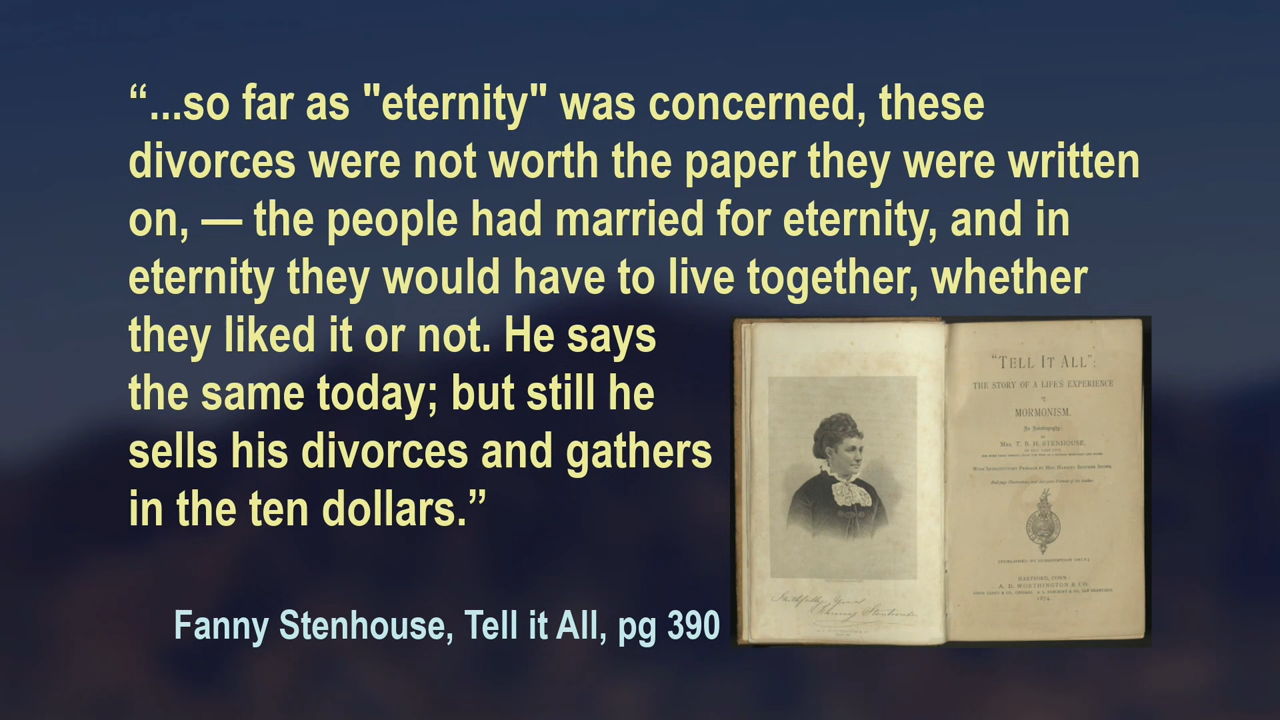 “...so far as "eternity" was concerned, these
divorces were not worth the paper they were written
on, — the people had married for eternity, and in
eternity they would have to live together, whether
they liked it or not. He says
the same today; but still he
sells his divorces and gathers
in the ten dollars.”
Fanny Stenhouse, Tell it All, pg 390
“TELL IT ALL”:
THE STORY OF A LIFE'S EXPERIENCE
MORMONISM.
An Autobiography:
BY
MRS. T. B. H. STENHOUSE,
HARTFORD, CONN.:
A. D. WORTHINGTON & CO.
1874.